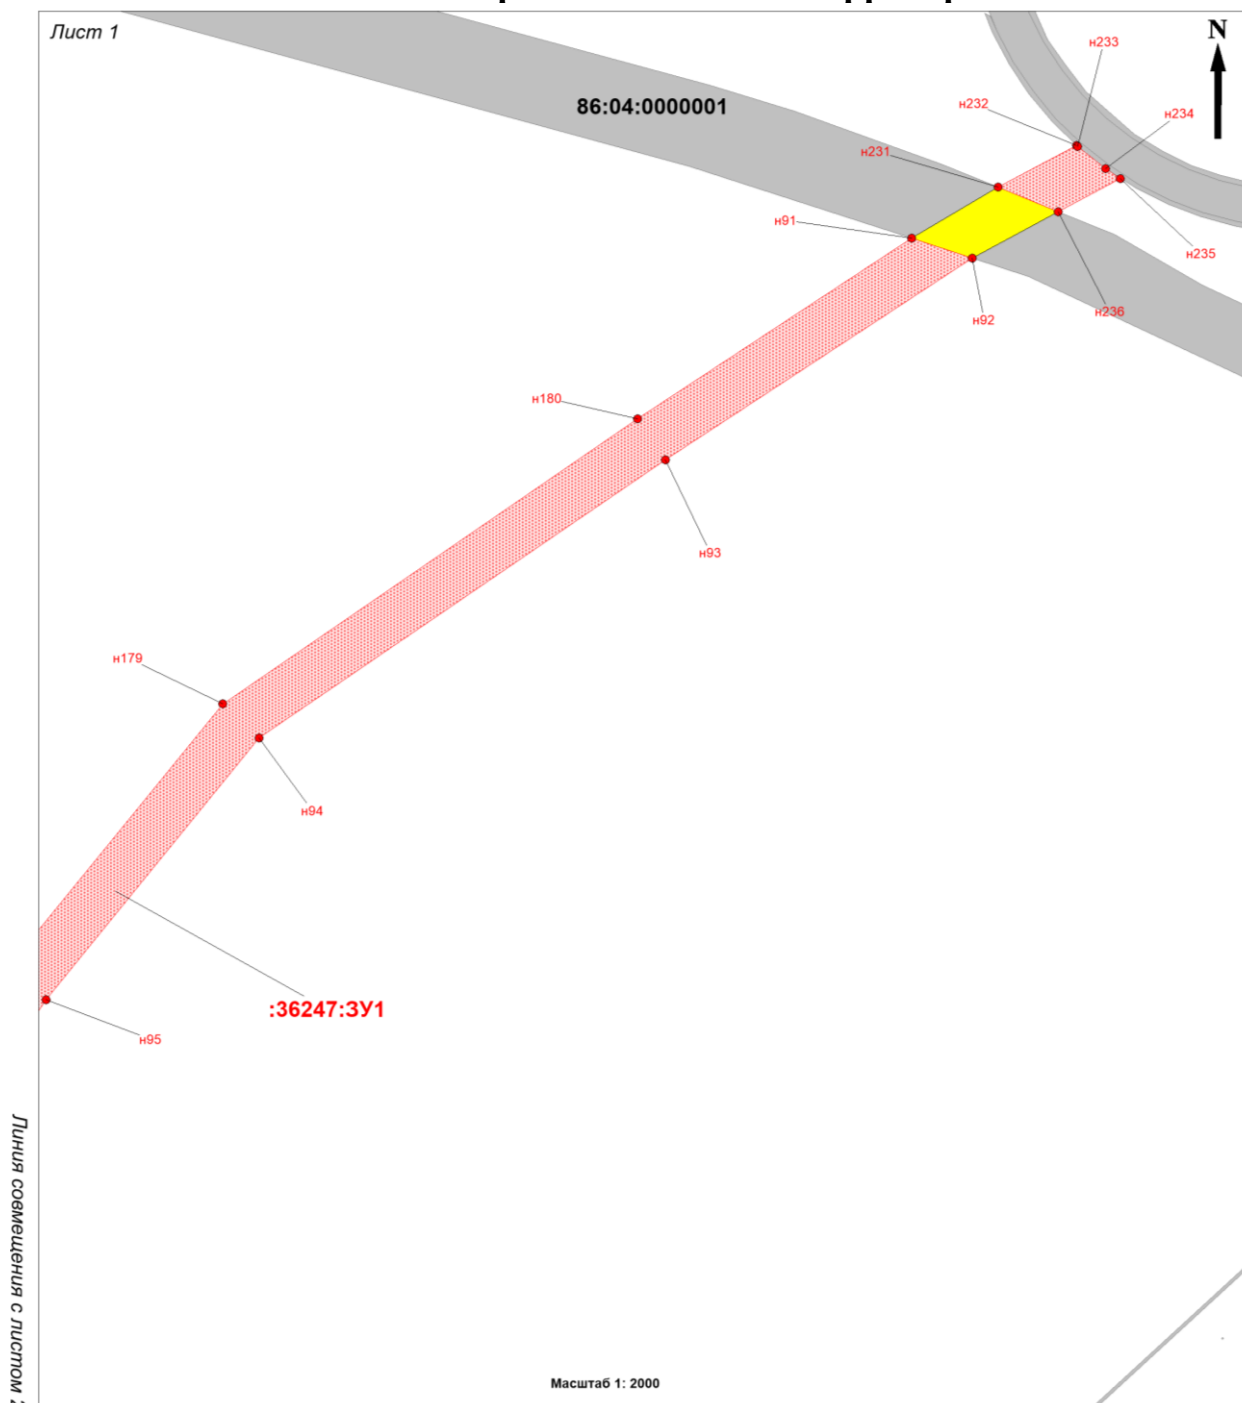 Лист 1
N
н233
86:04:0000001
н232
н234
н231
н91
н235
н236
н92
н180
н93
н179
н94
:36247:ЗУ1
н95
Линия совмещения с листом
Масштаб 1: 2000